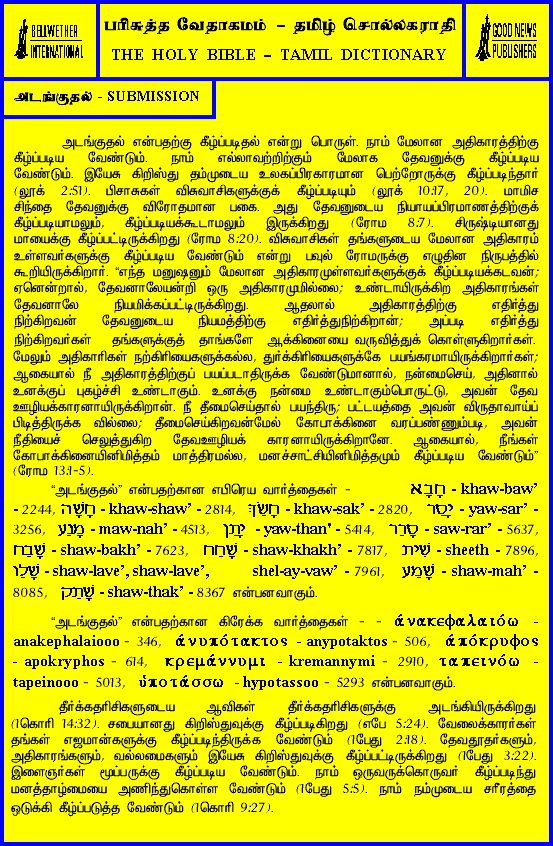 BELLWETHER
INTERNATIONAL
பரிசுத்த வேதாகமம் – தமிழ் சொல்லகராதி
THE HOLY BIBLE – TAMIL DICTIONARY
GOOD NEWS
PUBLISHERS
அடங்குதல் - SUBMISSION
அடங்குதல் என்பதற்கு கீழ்ப்படிதல் என்று பொருள். நாம் மேலான அதிகாரத்திற்கு
கீழ்ப்படிய வேண்டும். நாம் எல்லாவற்றிற்கும் மேலாக தேவனுக்கு கீழ்ப்படிய
வேண்டும். இயேசு கிறிஸ்து தம்முடைய உலகப்பிரகாரமான பெற்றோருக்கு கீழ்ப்படிந்தார்
(லூக் 2:51). பிசாசுகள் விசுவாசிகளுக்குக் கீழ்ப்படியும் (லூக் 10:17, 20). மாமிச
சிந்தை தேவனுக்கு விரோதமான பகை. அது தேவனுடைய நியாயப்பிரமாணத்திற்குக்
கீழ்ப்படியாமலும், கீழ்ப்படியக்கூடாமலும் இருக்கிறது (ரோம 8:7). சிருஷ்டியானது
மாயைக்கு கீழ்பட்டிருக்கிறது (ரோம 8:20). விசுவாசிகள் தங்களுடைய மேலான அதிகாரம்
உள்ளவர்களுக்கு கீழ்ப்படிய வேண்டும் என்று பவுல் ரோமருக்கு எழுதின நிருபத்தில்
கூறியிருக்கிறார். “எந்த மனுஷனும் மேலான அதிகாரமுள்ளவர்களுக்குக் கீழ்ப்படியக்கடவன்;
ஏனென்றால், தேவனாலேயன்றி ஒரு அதிகாரமுமில்லை; உண்டாயிருக்கிற அதிகாரங்கள்
தேவனாலே நியமிக்கப்பட்டிருக்கிறது. ஆதலால் அதிகாரத்திற்கு எதிர்த்து
நிற்கிறவன் தேவனுடைய நியமத்திற்கு எதிர்த்துநிற்கிறான்; அப்படி எதிர்த்து
நிற்கிறவர்கள் தங்களுக்குத் தாங்களே ஆக்கினையை வருவித்துக் கொள்ளுகிறார்கள்.
மேலும் அதிகாரிகள் நற்கிரியைகளுக்கல்ல, துர்க்கிரியைகளுக்கே பயங்கரமாயிருக்கிறார்கள்;
ஆகையால் நீ அதிகாரத்திற்குப் பயப்படாதிருக்க வேண்டுமானால், நன்மைசெய், அதினால்
உனக்குப் புகழ்ச்சி உண்டாகும். உனக்கு நன்மை உண்டாகும்பொருட்டு, அவன் தேவ
ஊழியக்காரனாயிருக்கிறான். நீ தீமைசெய்தால் பயந்திரு; பட்டயத்தை அவன் விருதாவாய்ப்
பிடித்திருக்க வில்லை; தீமைசெய்கிறவன்மேல் கோபாக்கினை வரப்பண்ணும்படி, அவன்
நீதியைச் செலுத்துகிற தேவஊழியக் காரனாயிருக்கிறானே. ஆகையால், நீங்கள்
கோபாக்கினையினிமித்தம் மாத்திரமல்ல, மனச்சாட்சியினிமித்தமும் கீழ்ப்படிய வேண்டும்”
(ரோம 13:1-5).
“அடங்குதல்” என்பதற்கான எபிரெய வார்த்தைகள் - חָבָא - khaw-baw’
- 2244, חָשָׁה - khaw-shaw’ - 2814, חָשַׂךְ - khaw-sak’ - 2820, יָסַר - yaw-sar’ -
3256, מָנַע - maw-nah’ - 4513, יָתַן - yaw-than' - 5414, סָרַר - saw-rar’ - 5637,
שָׁבַח - shaw-bakh’ - 7623, שָׁחַח - shaw-khakh’ - 7817, שִׁית - sheeth - 7896,
שָׁלֵו - shaw-lave’, shaw-lave’, shel-ay-vaw’ - 7961, שָׁמַע - shaw-mah’ -
8085, שָׁתַק - shaw-thak’ - 8367 என்பனவாகும்.
“அடங்குதல்” என்பதற்கான கிரேக்க வார்த்தைகள் - - ἀνακεφαλαιόω -
anakephalaiooo - 346, ἀνυπότακτος - anypotaktos - 506, ἀπόκρυφος
- apokryphos - 614, κρεμάννυμι - kremannymi - 2910, ταπεινόω -
tapeinooo - 5013, ὑποτάσσω - hypotassoo - 5293 என்பனவாகும்.
தீர்க்கதரிசிகளுடைய ஆவிகள் தீர்க்கதரிசிகளுக்கு அடங்கியிருக்கிறது
(1கொரி 14:32). சபையானது கிறிஸ்துவுக்கு கீழ்ப்படிகிறது (எபே 5:24). வேலைக்காரர்கள்
தங்கள் எஜமான்களுக்கு கீழ்ப்படிந்திருக்க வேண்டும் (1பேது 2:18). தேவதூதர்களும்,
அதிகாரங்களும், வல்லமைகளும் இயேசு கிறிஸ்துவுக்கு கீழ்ப்பட்டிருக்கிறது (1பேது 3:22).
இளைஞர்கள் மூப்பருக்கு கீழ்ப்படிய வேண்டும். நாம் ஒருவருக்கொருவர் கீழ்ப்படிந்து
மனத்தாழ்மையை அணிந்துகொள்ள வேண்டும் (1பேது 5:5). நாம் நம்முடைய சரீரத்தை
ஒடுக்கி கீழ்ப்படுத்த வேண்டும் (1கொரி 9:27).